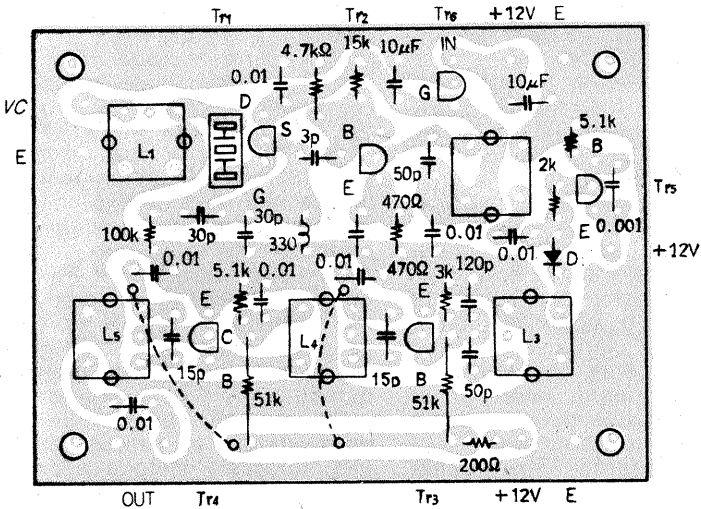 Tr1 Tr2 Tr6 +12V E
4.7kΩ 15k 10μF IN
0.01 G 10μF
VC D
S 3p B 5.1k
E L1 B
50p 2k
G E 470Ω Tr5
30p 0.001
100k 30p 330 0.01 0.01 E
+12V
0.01 5.1k 0.01 0.01 470Ω 3k 120p D
E E
L5 C L4 L3
15p B 15p B 50p
51k 51k
0.01
200Ω
OUT Tr4 Tr3 +12V E